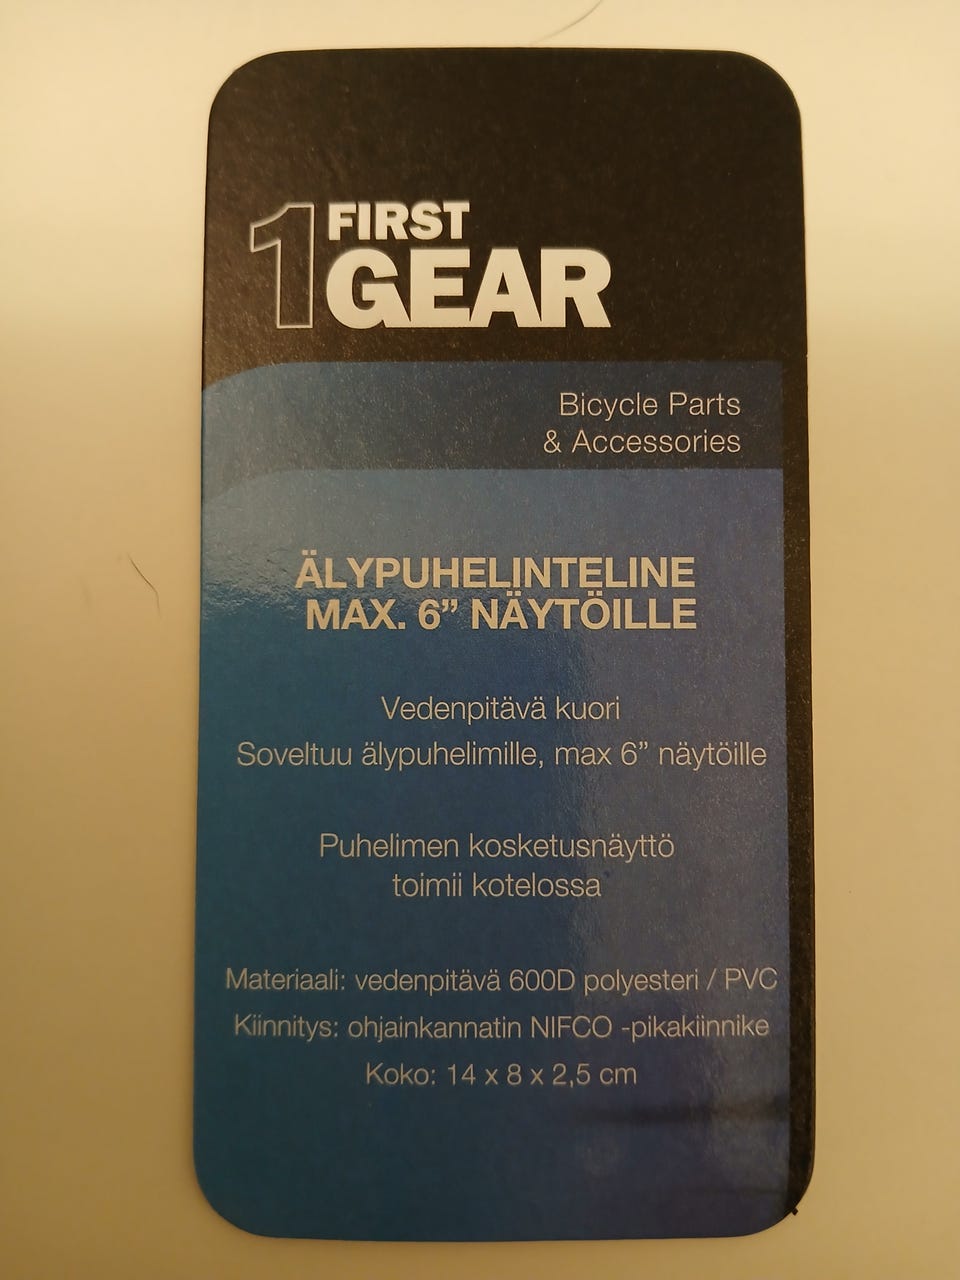 1 FIRST
GEAR
Bicycle Parts
& Accessories
ÄLYPUHELINTELINE
MAX. 6” NÄYTÖILLE
Vedenpitävä kuori
Soveltuu älypuhelimille, max 6” näytöille
Puhelimen kosketusnäyttö
toimii kotelossa
Materiaali: vedenpitävä 600D polyesteri / PVC
Kiinnitys: ohjainkannatin NIFCO -pikakiinnike
Koko: 14 x 8 x 2,5 cm